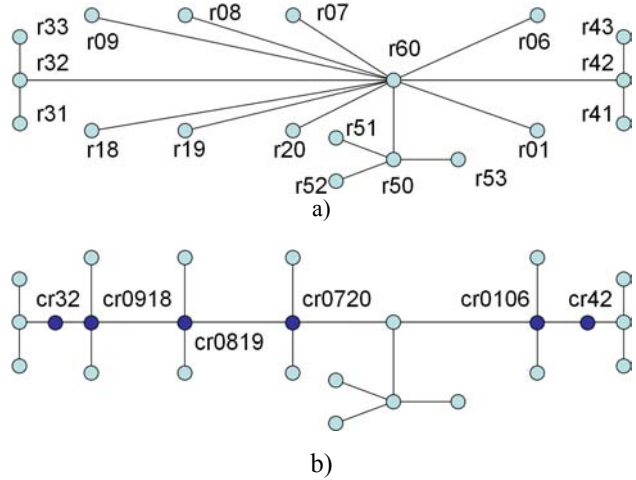 r33 r08 r07 r06 r43
r09 r60
r32 r42
r31 r41
r51
r18 r19 r20 r53 r01
r52 r50
a)
cr32 cr0918 cr0720 cr0106 cr42
cr0819
b)